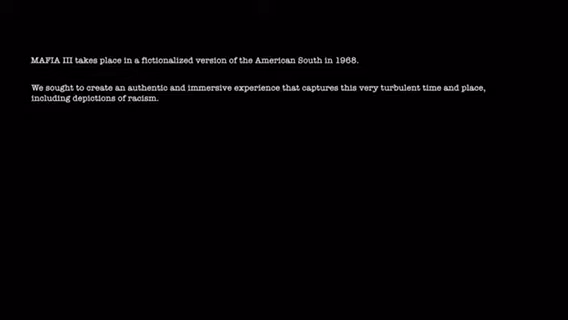 MAFIA III takes place in a fictionalized version of the American South in 1968.
We sought to create an authentic and immersive experience that captures this very turbulent time and place,
including depictions of racism.